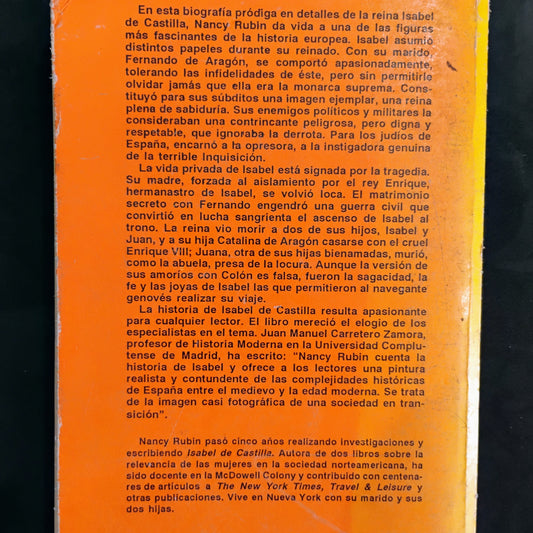 En esta biografía pródiga en detalles de la reina Isabel
de Castilla, Nancy Rubin da vida a una de las figuras
más fascinantes de la historia europea. Isabel asumió
distintos papeles durante su reinado. Con su marido,
Fernando de Aragón, se comportó apasionadamente,
tolerando las infidelidades de éste, pero sin permitirle
olvidar jamás que ella era la monarca suprema. Cons-
tituyó para sus súbditos una imagen ejemplar, una reina
plena de sabiduría. Sus enemigos políticos y militares la
consideraban una contrincante peligrosa, pero digna y
respetable, que ignoraba la derrota. Para los judíos de
España, encarnó a la opresora, a la instigadora genuina
de la terrible Inquisición.
La vida privada de Isabel está signada por la tragedia.
Su madre, forzada al aislamiento por el rey Enrique,
hermanastro de Isabel, se volvió loca. El matrimonio
secreto con Fernando engendró una guerra civil que
convirtió en lucha sangrienta el ascenso de Isabel al
trono. La reina vio morir a dos de sus hijos, Isabel y
Juan, y a su hija Catalina de Aragón casarse con el cruel
Enrique VIII; Juana, otra de sus hijas bienamadas, murió,
como la abuela, presa de la locura. Aunque la versión de
sus amoríos con Colón es falsa, fueron la sagacidad, la
fe y las joyas de Isabel las que permitieron al navegante
genovés realizar su viaje.
La historia de Isabel de Castilla resulta apasionante
para cualquier lector. El libro mereció el elogio de los
especialistas en el tema. Juan Manuel Carretero Zamora,
profesor de Historia Moderna en la Universidad Complu-
tense de Madrid, ha escrito: “Nancy Rubin cuenta la
historia de Isabel y ofrece a los lectores una pintura
realista y contundente de las complejidades históricas
de España entre el medievo y la edad moderna. Se trata
de la imagen casi fotográfica de una sociedad en tran-
sición”.
Nancy Rubin pasó cinco años realizando investigaciones y
escribiendo Isabel de Castilla. Autora de dos libros sobre la
relevancia de las mujeres en la sociedad norteamericana, ha
sido docente en la McDowell Colony y contribuido con centena-
res de artículos a The New York Times, Travel & Leisure y
otras publicaciones. Vive en Nueva York con su marido y sus
dos hijas.